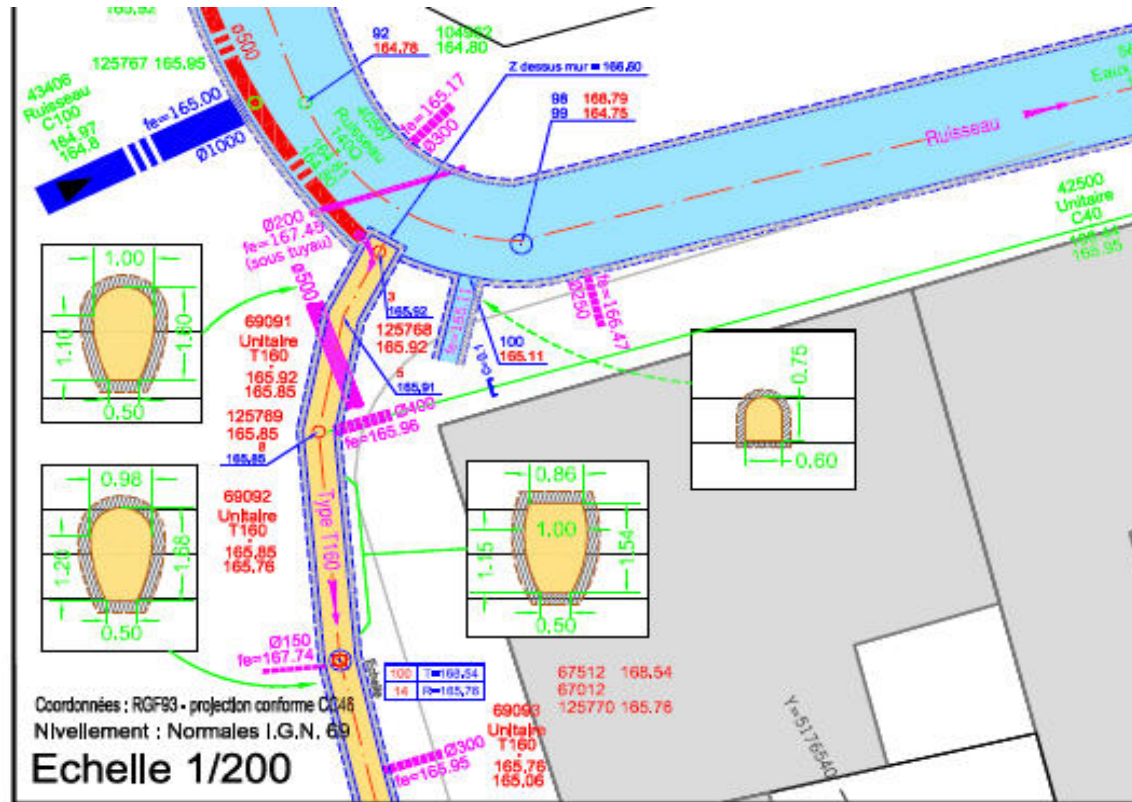 Ø500
92
164.78
104962
164.80
125767 165.95
Z dessus mur = 166.60
43406
Ruisseau
C100
164.97
164.8
fe=165.00
Ø1000
98 168.79
99 164.75
fe=165.17
Ø300
Ruisseau
Ruisseau
42500
Unitaire
C40
165.95
Ø200
fe=167.45
(sous tuyau)
Ø500
1.00
1.10
1.60
0.50
69091
Unitaire
T160
165.92
165.85
3
165,92
125768
165.92
5
165,91
100
165.11
fe=166.47
Ø250
0.75
0.60
125789
165.85
8
165,85
Ø400
fe=165.96
0.98
1.20
1.68
0.50
69092
Unitaire
T160
165.85
165.76
Type T160
0.86
1.00
1.15
1.54
0.50
Ø150
fe=167.74
Echelle
100 T=168,54
14 R=165,76
67512 168.54
67012
125770 165.76
69093
Unitaire
T160
165.76
165.06
Ø300
fe=165.95
Y=5176540
Coordonnées : RGF93 - projection conforme CC46
Nivellement : Normales I.G.N. 69
Echelle 1/200